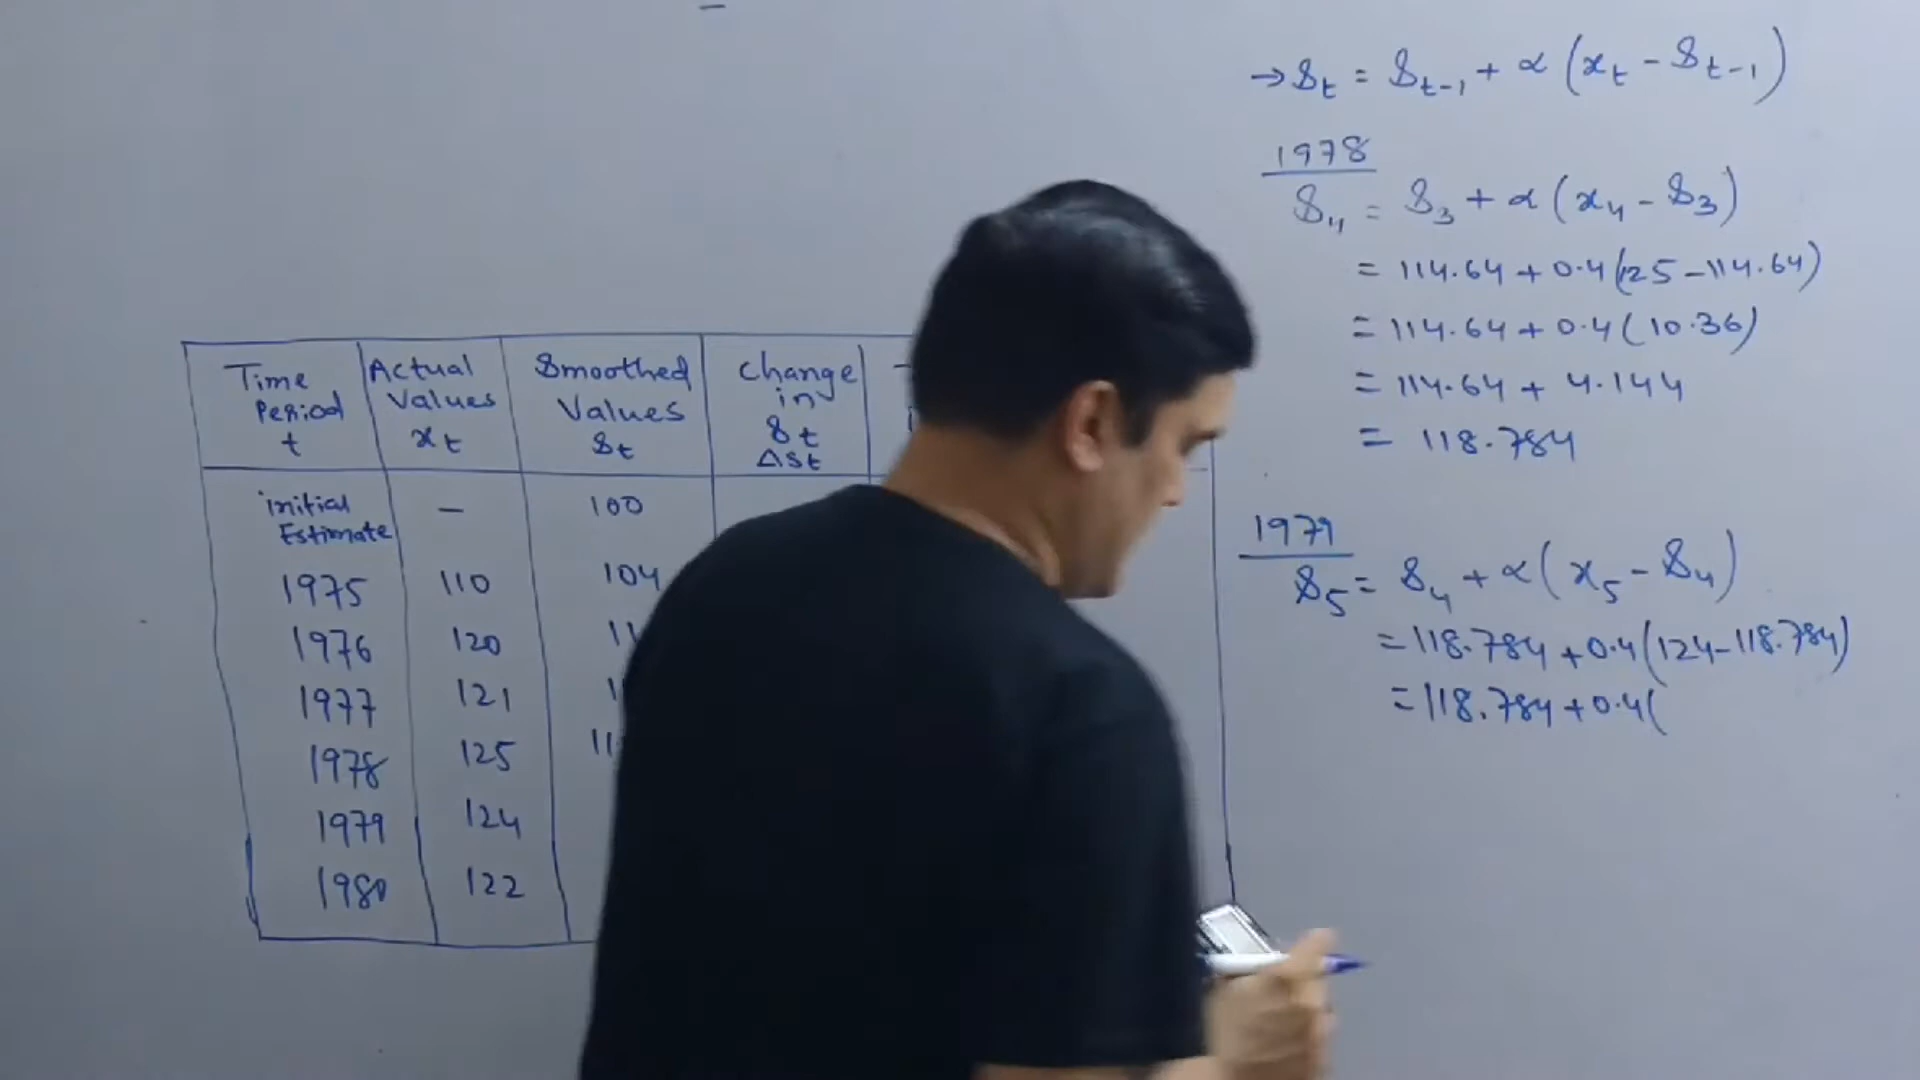 → St = St-1 + α (xt - St-1)
1978
S4 = S3 + α (x4 - S3)
= 114.64 + 0.4 (125 - 114.64)
= 114.64 + 0.4 (10.36)
= 114.64 + 4.144
= 118.784
1979
S5 = S4 + α (x5 - S4)
= 118.784 + 0.4 (124 - 118.784)
= 118.784 + 0.4 (
Time Period t
Actual Values xt
Smoothed Values St
Change in St ΔSt
initial Estimate — 100
1975 110 104
1976 120
1977 121
1978 125
1979 124
1980 122